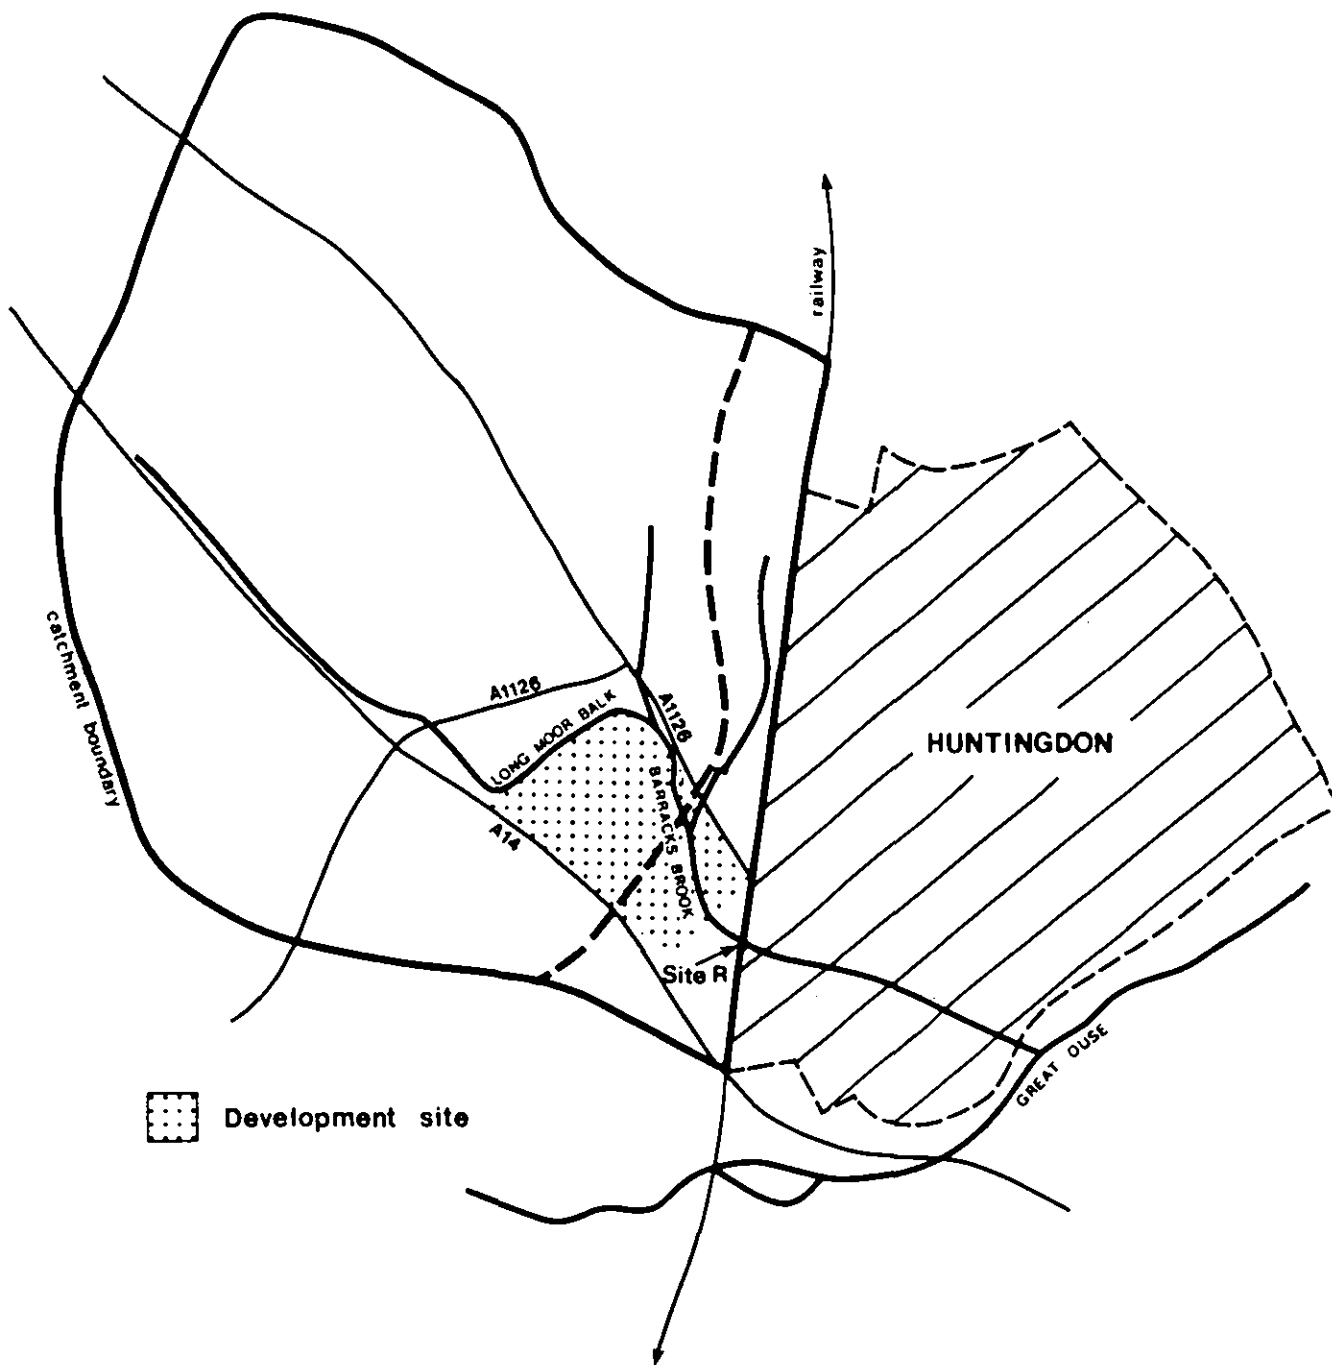 railway
catchment boundary
A1126
LONG MOOR BALK
A1126
HUNTINGDON
BARRACKS BROOK
A14
Site R
GREAT OUSE
Development site